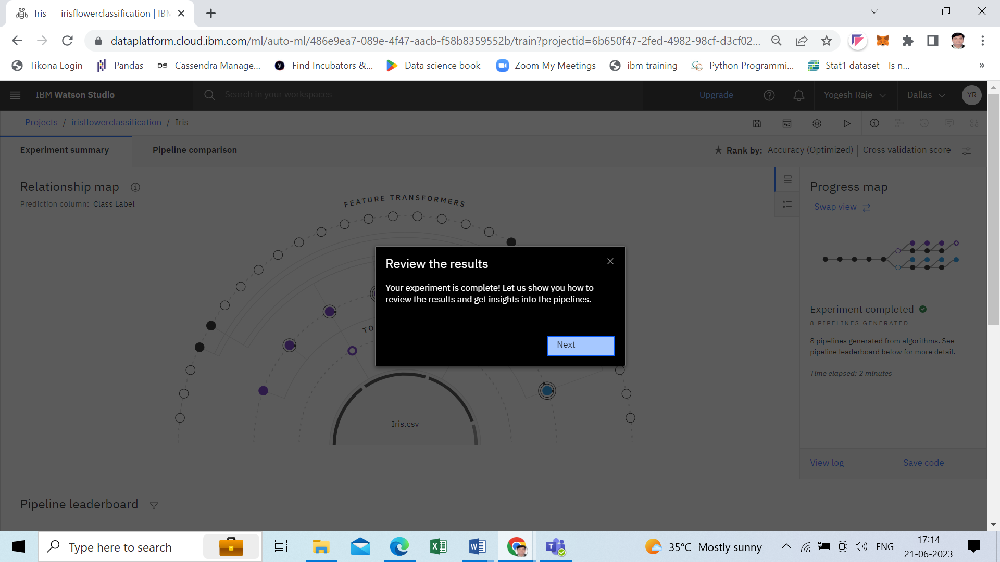 Iris — irisflowerclassification | IBM
dataplatform.cloud.ibm.com/ml/auto-ml/486e9ea7-089e-4f47-aacb-f58b8359552b/train?projectid=6b650f47-2fed-4982-98cf-d3cf02...
Tikona Login
Pandas
DS Cassendra Manage...
Find Incubators &...
Data science book
Zoom My Meetings
ibm training
Python Programmi...
Stat1 dataset - Is n...
»
IBM Watson Studio
Search in your workspaces
Upgrade
Yogesh Raje
Dallas
YR
Projects / irisflowerclassification / Iris
Experiment summary
Pipeline comparison
Rank by: Accuracy (Optimized) | Cross validation score
Relationship map
Prediction column: Class Label
FEATURE TRANSFORMERS
TO
Iris.csv
Review the results
Your experiment is complete! Let us show you how to
review the results and get insights into the pipelines.
Next
Progress map
Swap view
Experiment completed
8 PIPELINES GENERATED
8 pipelines generated from algorithms. See
pipeline leaderboard below for more detail.
Time elapsed: 2 minutes
View log
Save code
Pipeline leaderboard
Type here to search
35°C Mostly sunny
ENG
17:14
21-06-2023